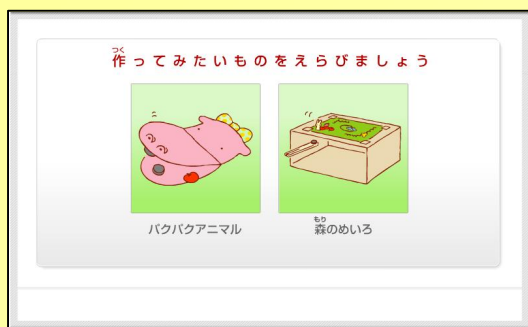 作ってみたいものをえらびましょう
パクパクアニマル
森のめいろ